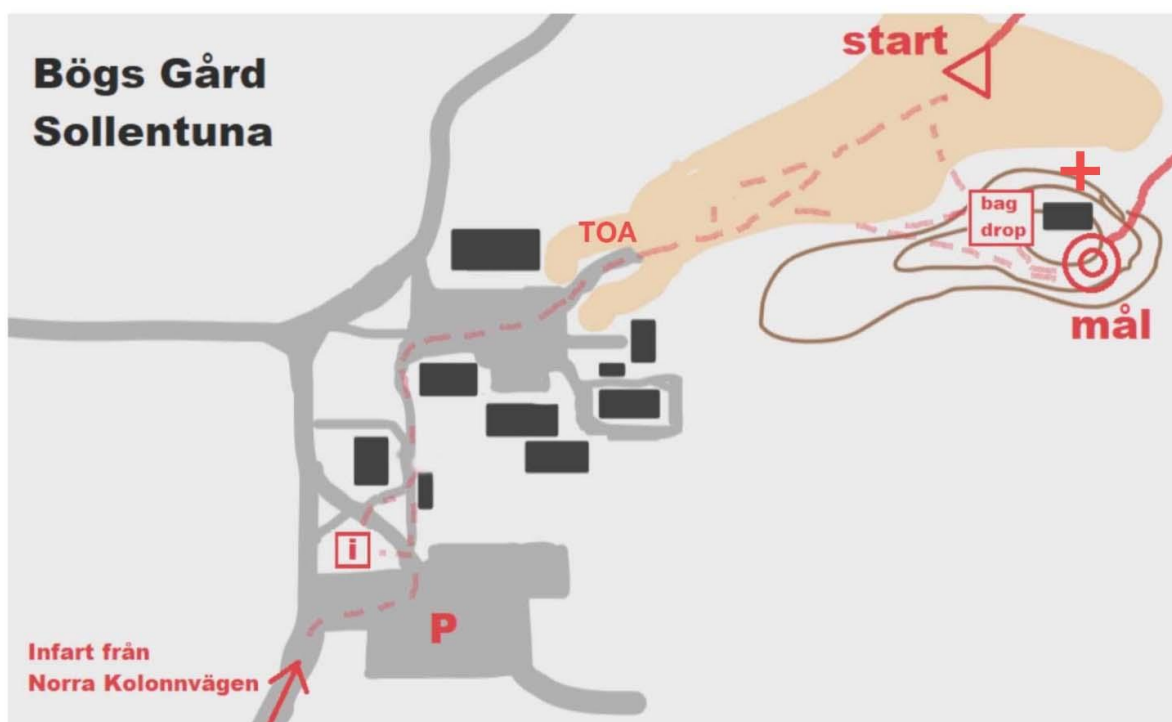 Bögs Gård
Sollentuna
start
bag
drop
TOA
mål
i
P
Infart från
Norra Kolonnvägen